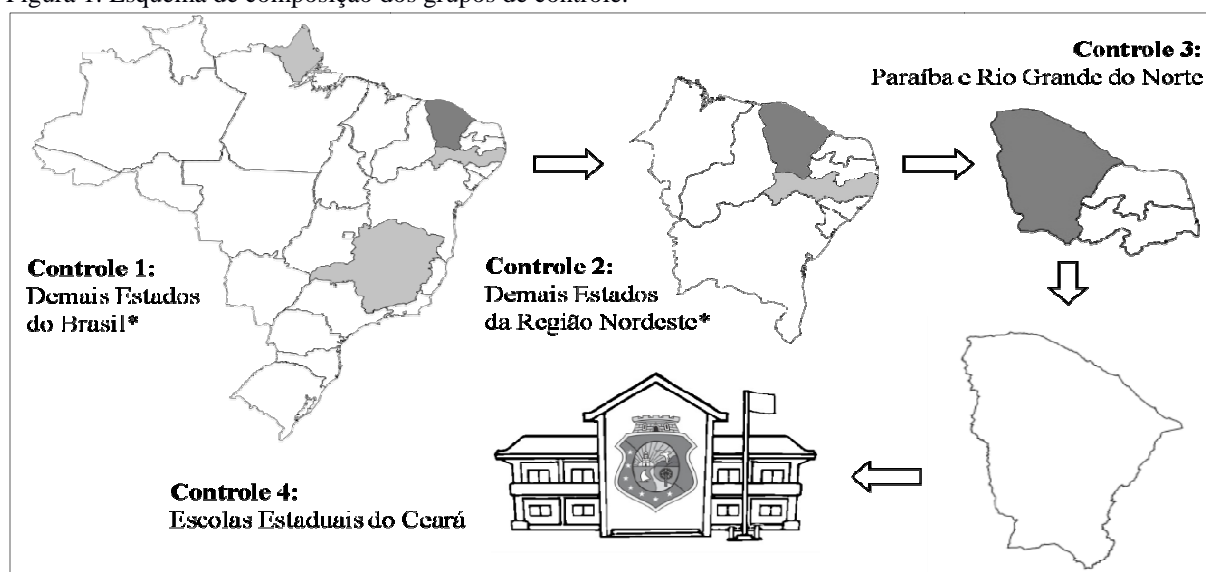 Figura 1: Esquema de composição dos grupos de controle.
Controle 3:
Paraíba e Rio Grande do Norte
Controle 1:
Demais Estados
do Brasil*
Controle 2:
Demais Estados
da Região Nordeste*
Controle 4:
Escolas Estaduais do Ceará